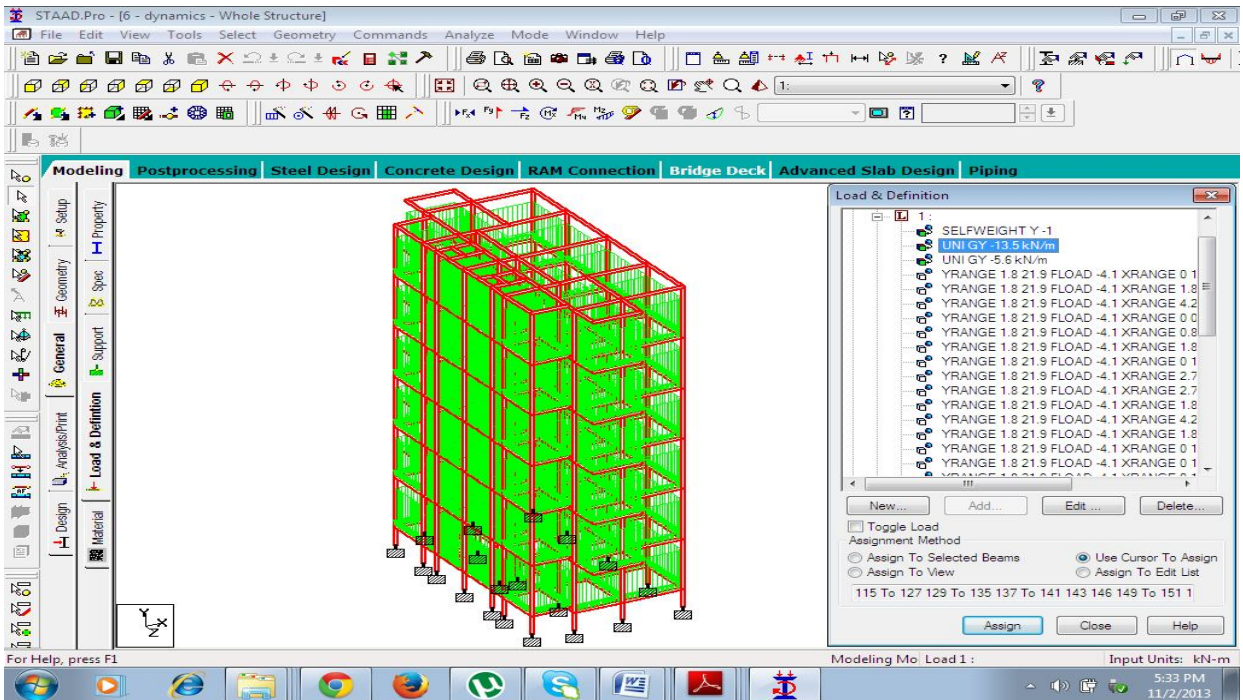 STAAD.Pro - [6 - dynamics - Whole Structure]
File Edit View Tools Select Geometry Commands Analyze Mode Window Help
1:
Modeling Postprocessing Steel Design Concrete Design RAM Connection Bridge Deck Advanced Slab Design Piping
Setup
Geometry
General
Analysis/Print
Design
Property
Spec
Support
Load & Definition
Material
Y
X
Z
Load & Definition
L 1 :
SELFWEIGHT Y -1
UNI GY -13.5 kN/m
UNI GY -5.6 kN/m
YRANGE 1.8 21.9 FLOAD -4.1 XRANGE 0 1
YRANGE 1.8 21.9 FLOAD -4.1 XRANGE 1.8
YRANGE 1.8 21.9 FLOAD -4.1 XRANGE 4.2
YRANGE 1.8 21.9 FLOAD -4.1 XRANGE 0 0
YRANGE 1.8 21.9 FLOAD -4.1 XRANGE 0.8
YRANGE 1.8 21.9 FLOAD -4.1 XRANGE 1.8
YRANGE 1.8 21.9 FLOAD -4.1 XRANGE 0 1
YRANGE 1.8 21.9 FLOAD -4.1 XRANGE 2.7
YRANGE 1.8 21.9 FLOAD -4.1 XRANGE 2.7
YRANGE 1.8 21.9 FLOAD -4.1 XRANGE 1.8
YRANGE 1.8 21.9 FLOAD -4.1 XRANGE 4.2
YRANGE 1.8 21.9 FLOAD -4.1 XRANGE 1.8
YRANGE 1.8 21.9 FLOAD -4.1 XRANGE 0 1
YRANGE 1.8 21.9 FLOAD -4.1 XRANGE 0 1
New... Add... Edit ... Delete...
Toggle Load
Assignment Method
Assign To Selected Beams Use Cursor To Assign
Assign To View Assign To Edit List
115 To 127 129 To 135 137 To 141 143 146 149 To 151 1
Assign Close Help
For Help, press F1 Modeling Mo Load 1 : Input Units: kN-m
5:33 PM
11/2/2013